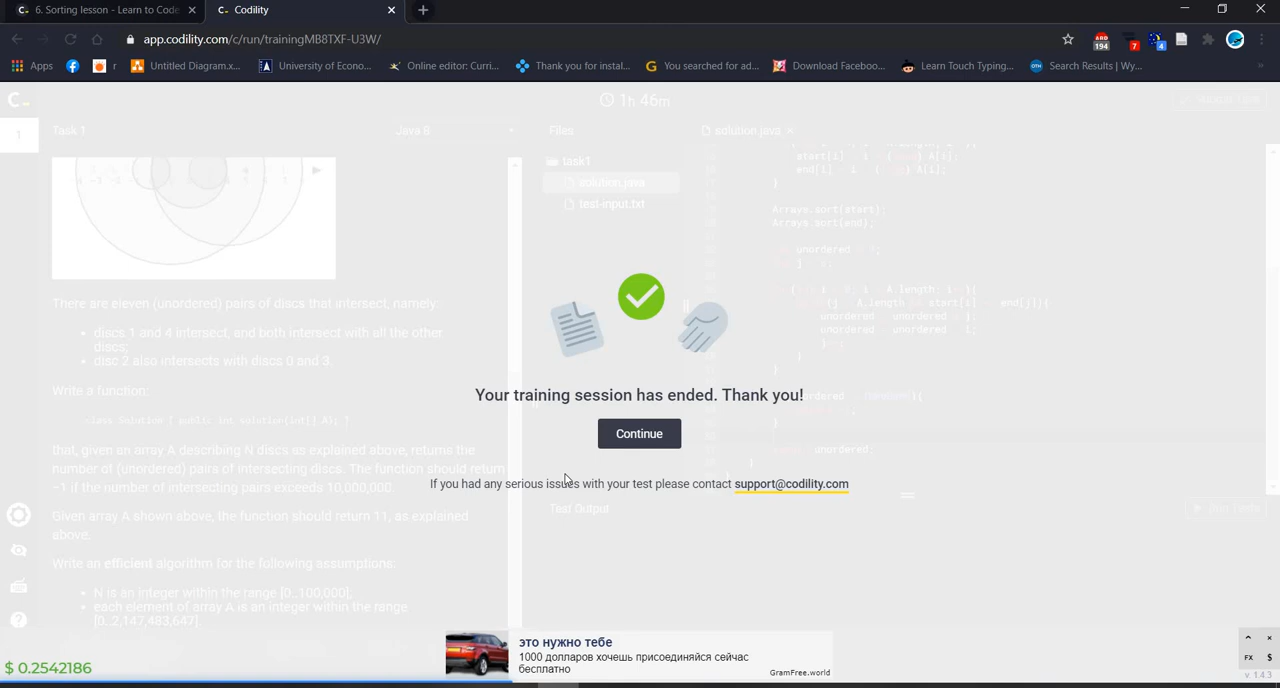 6. Sorting lesson - Learn to Code
Codility
app.codility.com/c/run/trainingMB8TXF-U3W/
194
7
4
Apps
r
Untitled Diagram.x...
University of Econo...
Online editor: Curri...
Thank you for instal...
You searched for ad...
Download Faceboo...
Learn Touch Typing...
Search Results | Wy...
1h 46m
1
Task 1
Java 8
Files
solution.java
task1
solution.java
test-input.txt
Arrays.sort(start);
Arrays.sort(end);
There are eleven (unordered) pairs of discs that intersect, namely:
discs 1 and 4 intersect, and both intersect with all the other
discs;
disc 2 also intersects with discs 0 and 3.
Write a function:
class Solution { public int solution(int[] A); }
that, given an array A describing N discs as explained above, returns the
number of (unordered) pairs of intersecting discs. The function should return
−1 if the number of intersecting pairs exceeds 10,000,000.
Given array A shown above, the function should return 11, as explained
above.
Write an efficient algorithm for the following assumptions:
N is an integer within the range [0..100,000];
each element of array A is an integer within the range
[0..2,147,483,647].
Your training session has ended. Thank you!
Continue
If you had any serious issues with your test please contact support@codility.com
Test Output
Run Tests
это нужно тебе
1000 долларов хочешь присоединяйся сейчас
бесплатно
GramFree.world
$ 0.2542186
FX
$
v. 1.4.3